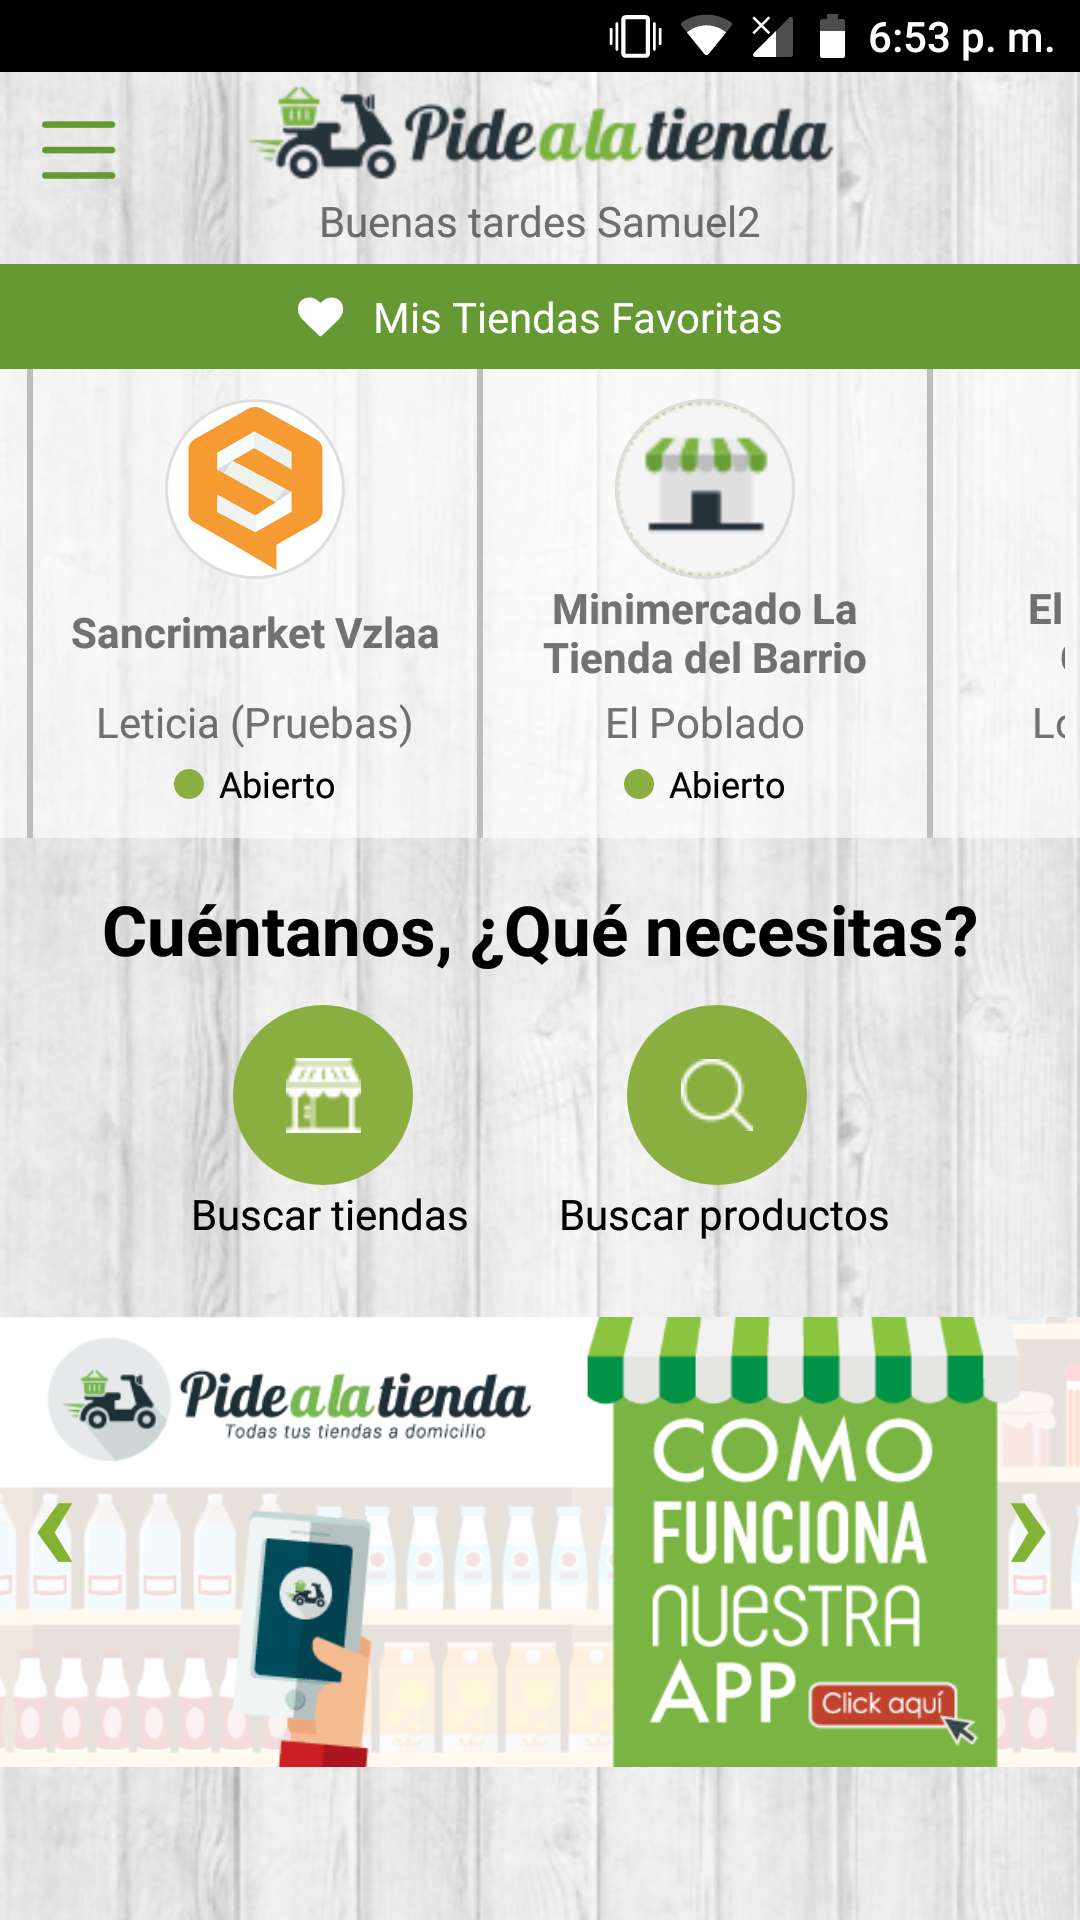 6:53 p. m.
Pidealatienda
Buenas tardes Samuel2
Mis Tiendas Favoritas
Sancrimarket Vzlaa
Leticia (Pruebas)
Abierto
Minimercado La
Tienda del Barrio
El Poblado
Abierto
El
Cuéntanos, ¿Qué necesitas?
Buscar tiendas
Buscar productos
Pidealatienda
Todas tus tiendas a domicilio
COMO
FUNCIONA
NUESTRA
APP
Click aquí